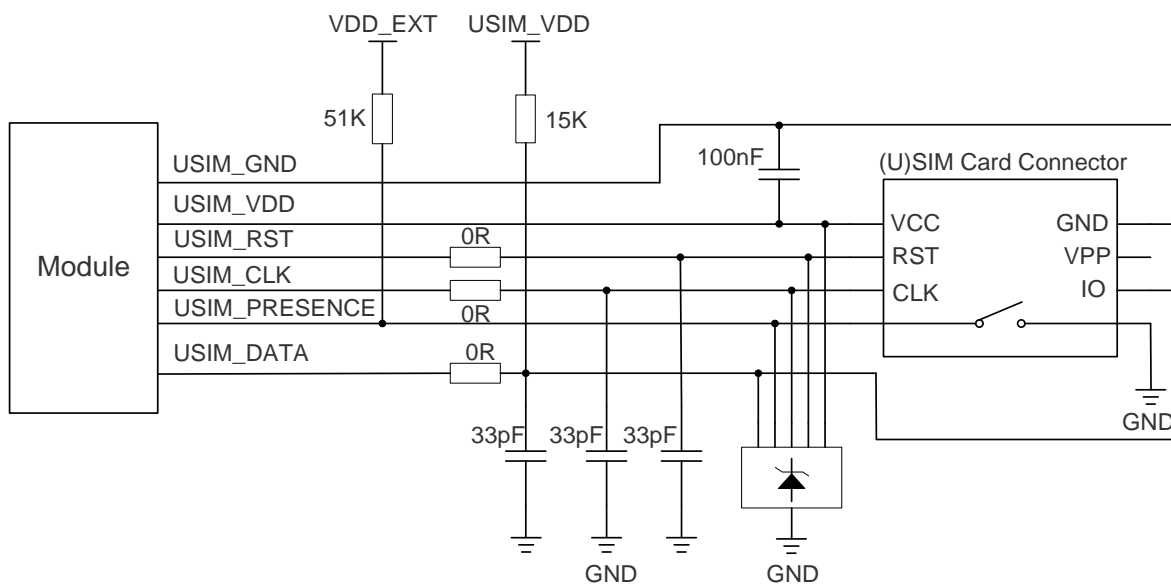 VDD_EXT USIM_VDD
51K 15K
100nF
(U)SIM Card Connector
Module
USIM_GND
USIM_VDD
USIM_RST
0R
USIM_CLK
USIM_PRESENCE
0R
USIM_DATA
0R
VCC GND
RST VPP
CLK IO
GND
33pF 33pF 33pF
GND GND